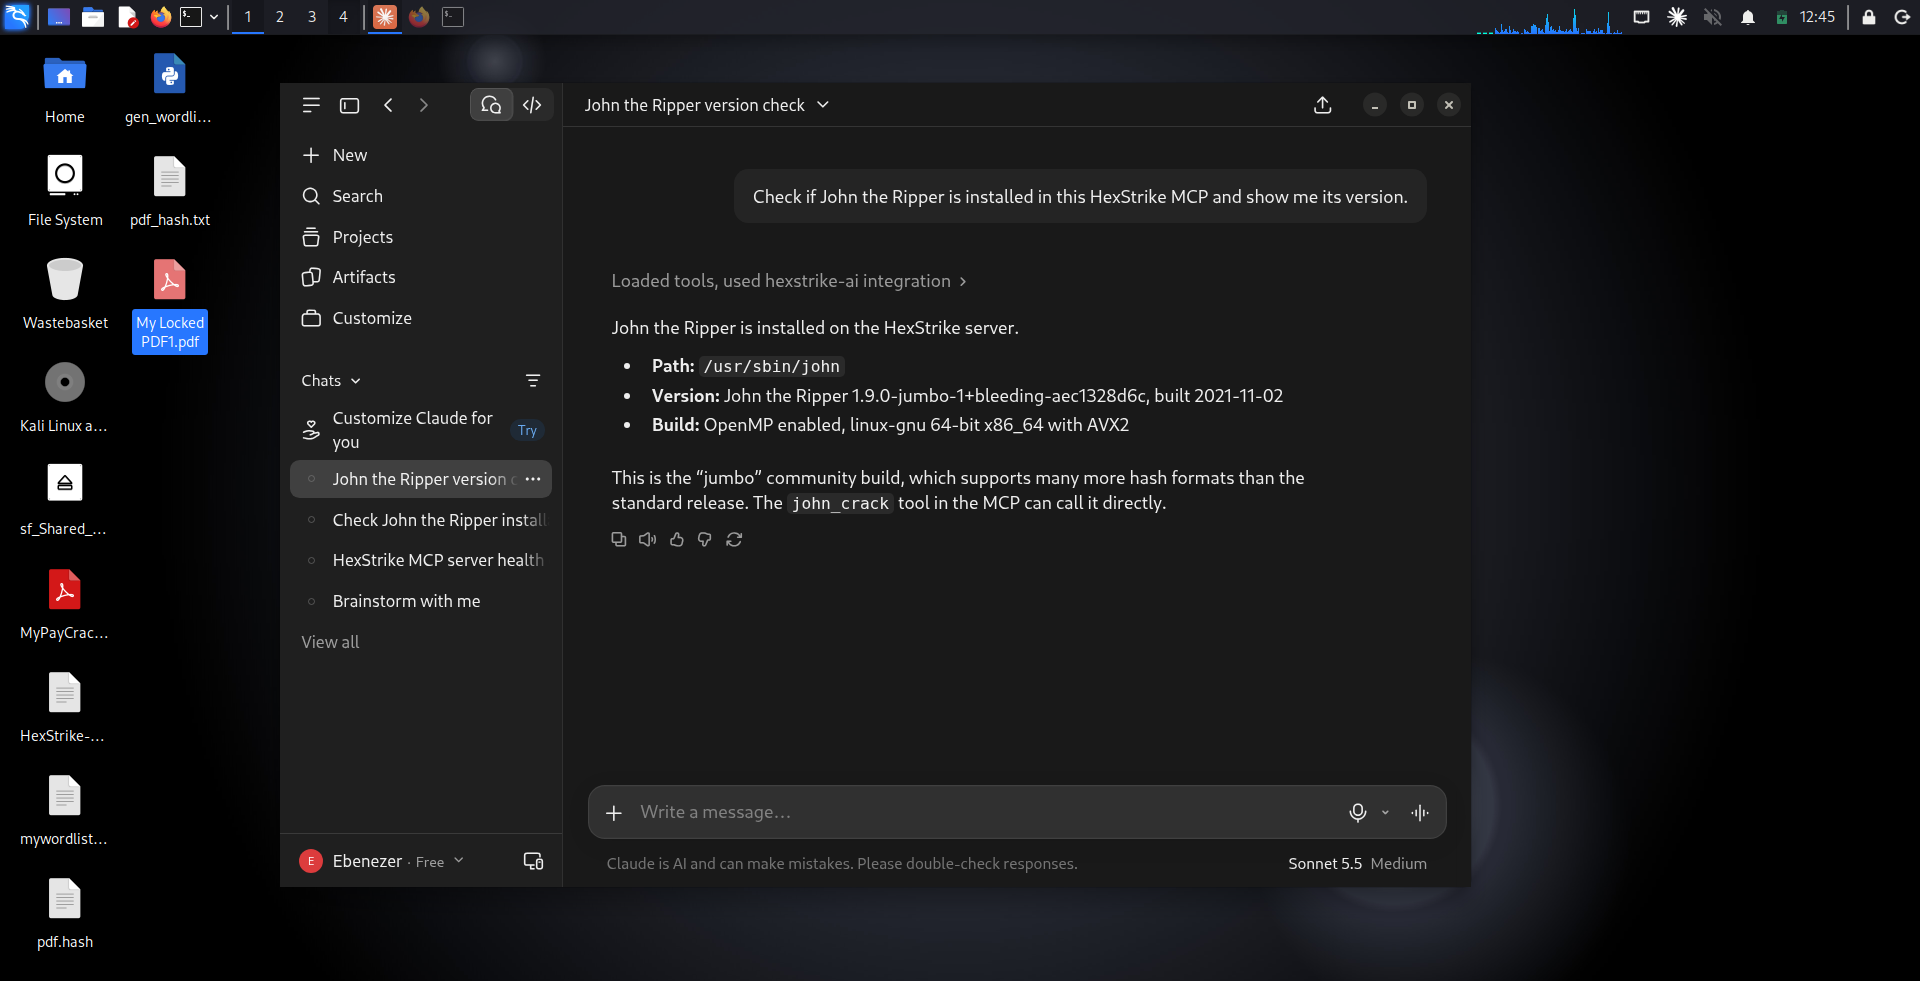 1 2 3 4
12:45
Home
gen_wordli...
File System
pdf_hash.txt
Wastebasket
My Locked
PDF1.pdf
Kali Linux a...
sf_Shared_...
MyPayCrac...
HexStrike-...
mywordlist...
pdf.hash
New
Search
Projects
Artifacts
Customize
Chats
Customize Claude for
you
Try
John the Ripper version c
Check John the Ripper install
HexStrike MCP server health
Brainstorm with me
View all
E
Ebenezer · Free
John the Ripper version check
Check if John the Ripper is installed in this HexStrike MCP and show me its version.
Loaded tools, used hexstrike-ai integration
John the Ripper is installed on the HexStrike server.
• Path: /usr/sbin/john
• Version: John the Ripper 1.9.0-jumbo-1+bleeding-aec1328d6c, built 2021-11-02
• Build: OpenMP enabled, linux-gnu 64-bit x86_64 with AVX2
This is the “jumbo” community build, which supports many more hash formats than the
standard release. The john_crack tool in the MCP can call it directly.
Write a message...
Claude is AI and can make mistakes. Please double-check responses.
Sonnet 5.5 Medium